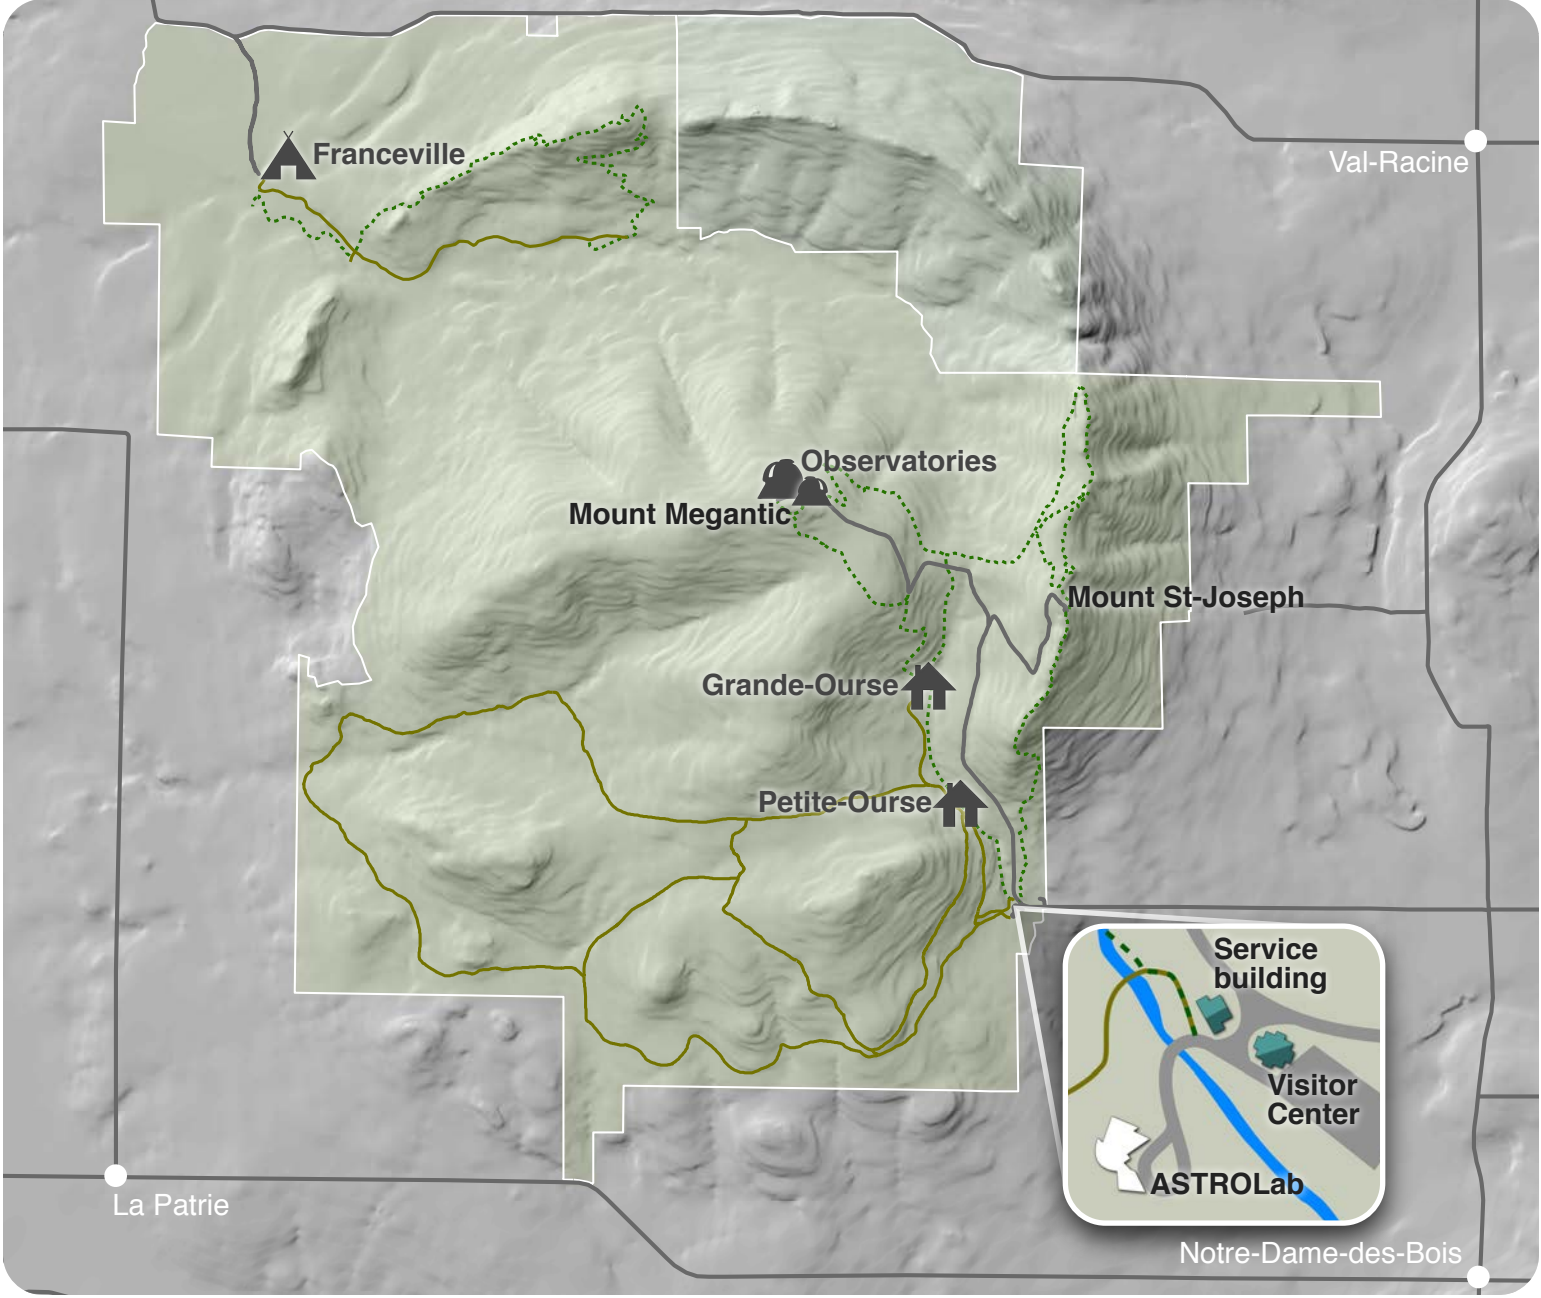 Franceville
Val-Racine
Observatories
Mount Megantic
Mount St-Joseph
Grande-Ourse
Petite-Ourse
Service
building
Visitor
Center
ASTROLab
La Patrie
Notre-Dame-des-Bois